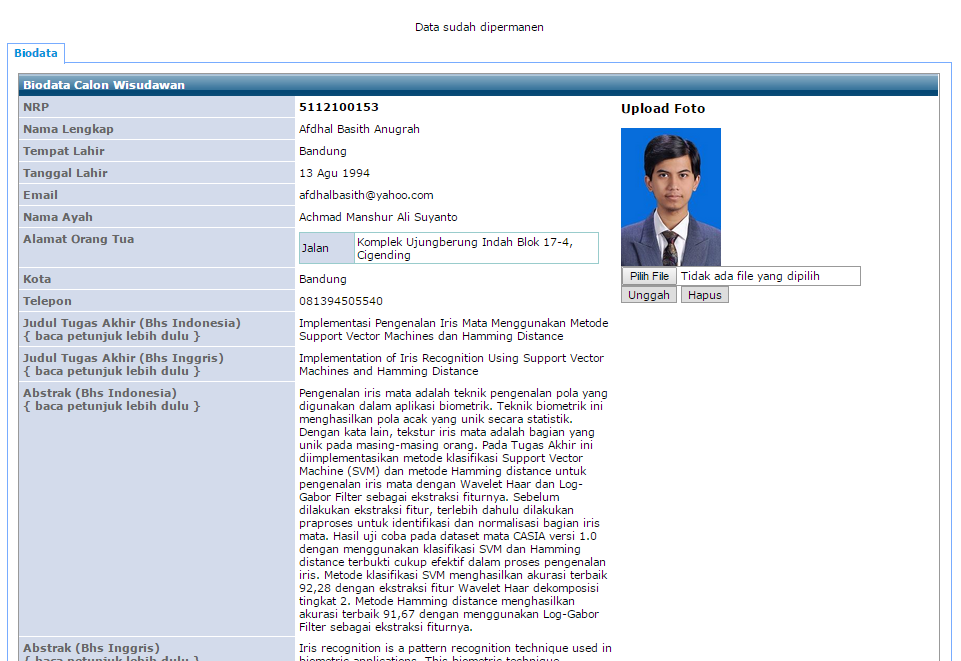 Data sudah dipermanen
Biodata
Biodata Calon Wisudawan
NRP
5112100153
Nama Lengkap
Afdhal Basith Anugrah
Tempat Lahir
Bandung
Tanggal Lahir
13 Agu 1994
Email
afdhalbasith@yahoo.com
Nama Ayah
Achmad Manshur Ali Suyanto
Alamat Orang Tua
Jalan
Komplek Ujungberung Indah Blok 17-4,
Cigending
Kota
Bandung
Telepon
081394505540
Judul Tugas Akhir (Bhs Indonesia)
{ baca petunjuk lebih dulu }
Implementasi Pengenalan Iris Mata Menggunakan Metode
Support Vector Machines dan Hamming Distance
Judul Tugas Akhir (Bhs Inggris)
{ baca petunjuk lebih dulu }
Implementation of Iris Recognition Using Support Vector
Machines and Hamming Distance
Abstrak (Bhs Indonesia)
{ baca petunjuk lebih dulu }
Pengenalan iris mata adalah teknik pengenalan pola yang
digunakan dalam aplikasi biometrik. Teknik biometrik ini
menghasilkan pola acak yang unik secara statistik.
Dengan kata lain, tekstur iris mata adalah bagian yang
unik pada masing-masing orang. Pada Tugas Akhir ini
diimplementasikan metode klasifikasi Support Vector
Machine (SVM) dan metode Hamming distance untuk
pengenalan iris mata dengan Wavelet Haar dan Log-
Gabor Filter sebagai ekstraksi fiturnya. Sebelum
dilakukan ekstraksi fitur, terlebih dahulu dilakukan
praproses untuk identifikasi dan normalisasi bagian iris
mata. Hasil uji coba pada dataset mata CASIA versi 1.0
dengan menggunakan klasifikasi SVM dan Hamming
distance terbukti cukup efektif dalam proses pengenalan
iris. Metode klasifikasi SVM menghasilkan akurasi terbaik
92,28 dengan ekstraksi fitur Wavelet Haar dekomposisi
tingkat 2. Metode Hamming distance menghasilkan
akurasi terbaik 91,67 dengan menggunakan Log-Gabor
Filter sebagai ekstraksi fiturnya.
Abstrak (Bhs Inggris)
{ baca petunjuk lebih dulu }
Iris recognition is a pattern recognition technique used in
biometric applications. This biometric technique
Upload Foto
Pilih File
Tidak ada file yang dipilih
Unggah
Hapus